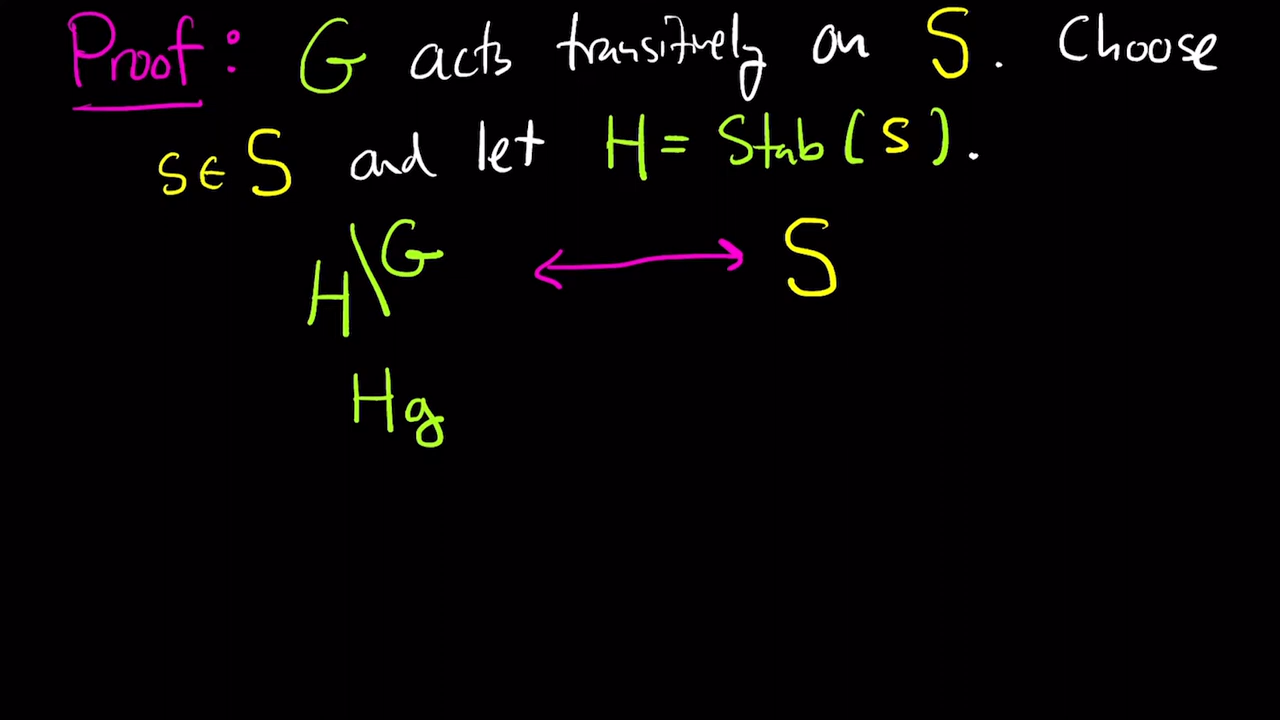 Proof: G acts transitively on S. Choose
s ∈ S and let H = Stab(s).
H\G ↔ S
Hg